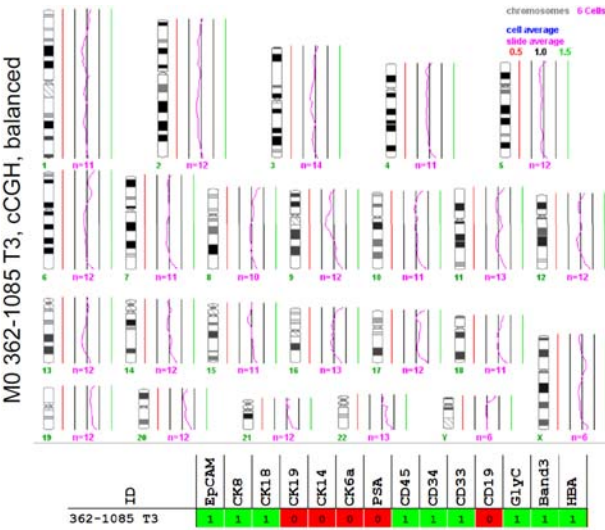 M0 362-1085 T3, cCGH, balanced
chromosomes 6 Cells
cell average
slide average
0.5 1.0 1.5
1 n=11 2 n=12 3 n=14 4 n=11 5 n=12
6 n=12 7 n=11 8 n=10 9 n=12 10 n=11 11 n=13 12 n=12
13 n=12 14 n=12 15 n=11 16 n=13 17 n=12 18 n=11
19 n=12 20 n=12 21 n=12 22 n=13 Y n=6 X n=6
ID EpCAM CK8 CK18 CK19 CK14 CK6a PSA CD45 CD34 CD33 CD19 GlyC Band3 HBA
362-1085 T3 1 1 1 0 0 0 0 1 1 1 0 1 1 1